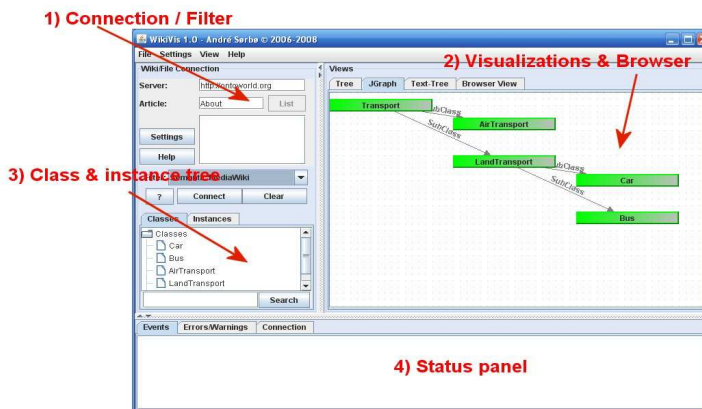 1) Connection / Filter
WikiVis 1.0 - André Sørbø © 2006-2008
File Settings View Help
Wiki/File Connection
Server: http://ontoworld.org
Article: About List
Settings
Help
MediaWiki
? Connect Clear
3) Class & instance tree
Classes Instances
Classes
Car
Bus
AirTransport
LandTransport
Search
Views
Tree JGraph Text-Tree Browser View
2) Visualizations & Browser
Transport
SubClass
AirTransport
SubClass
LandTransport
SubClass
Car
SubClass
Bus
Events Errors/Warnings Connection
4) Status panel